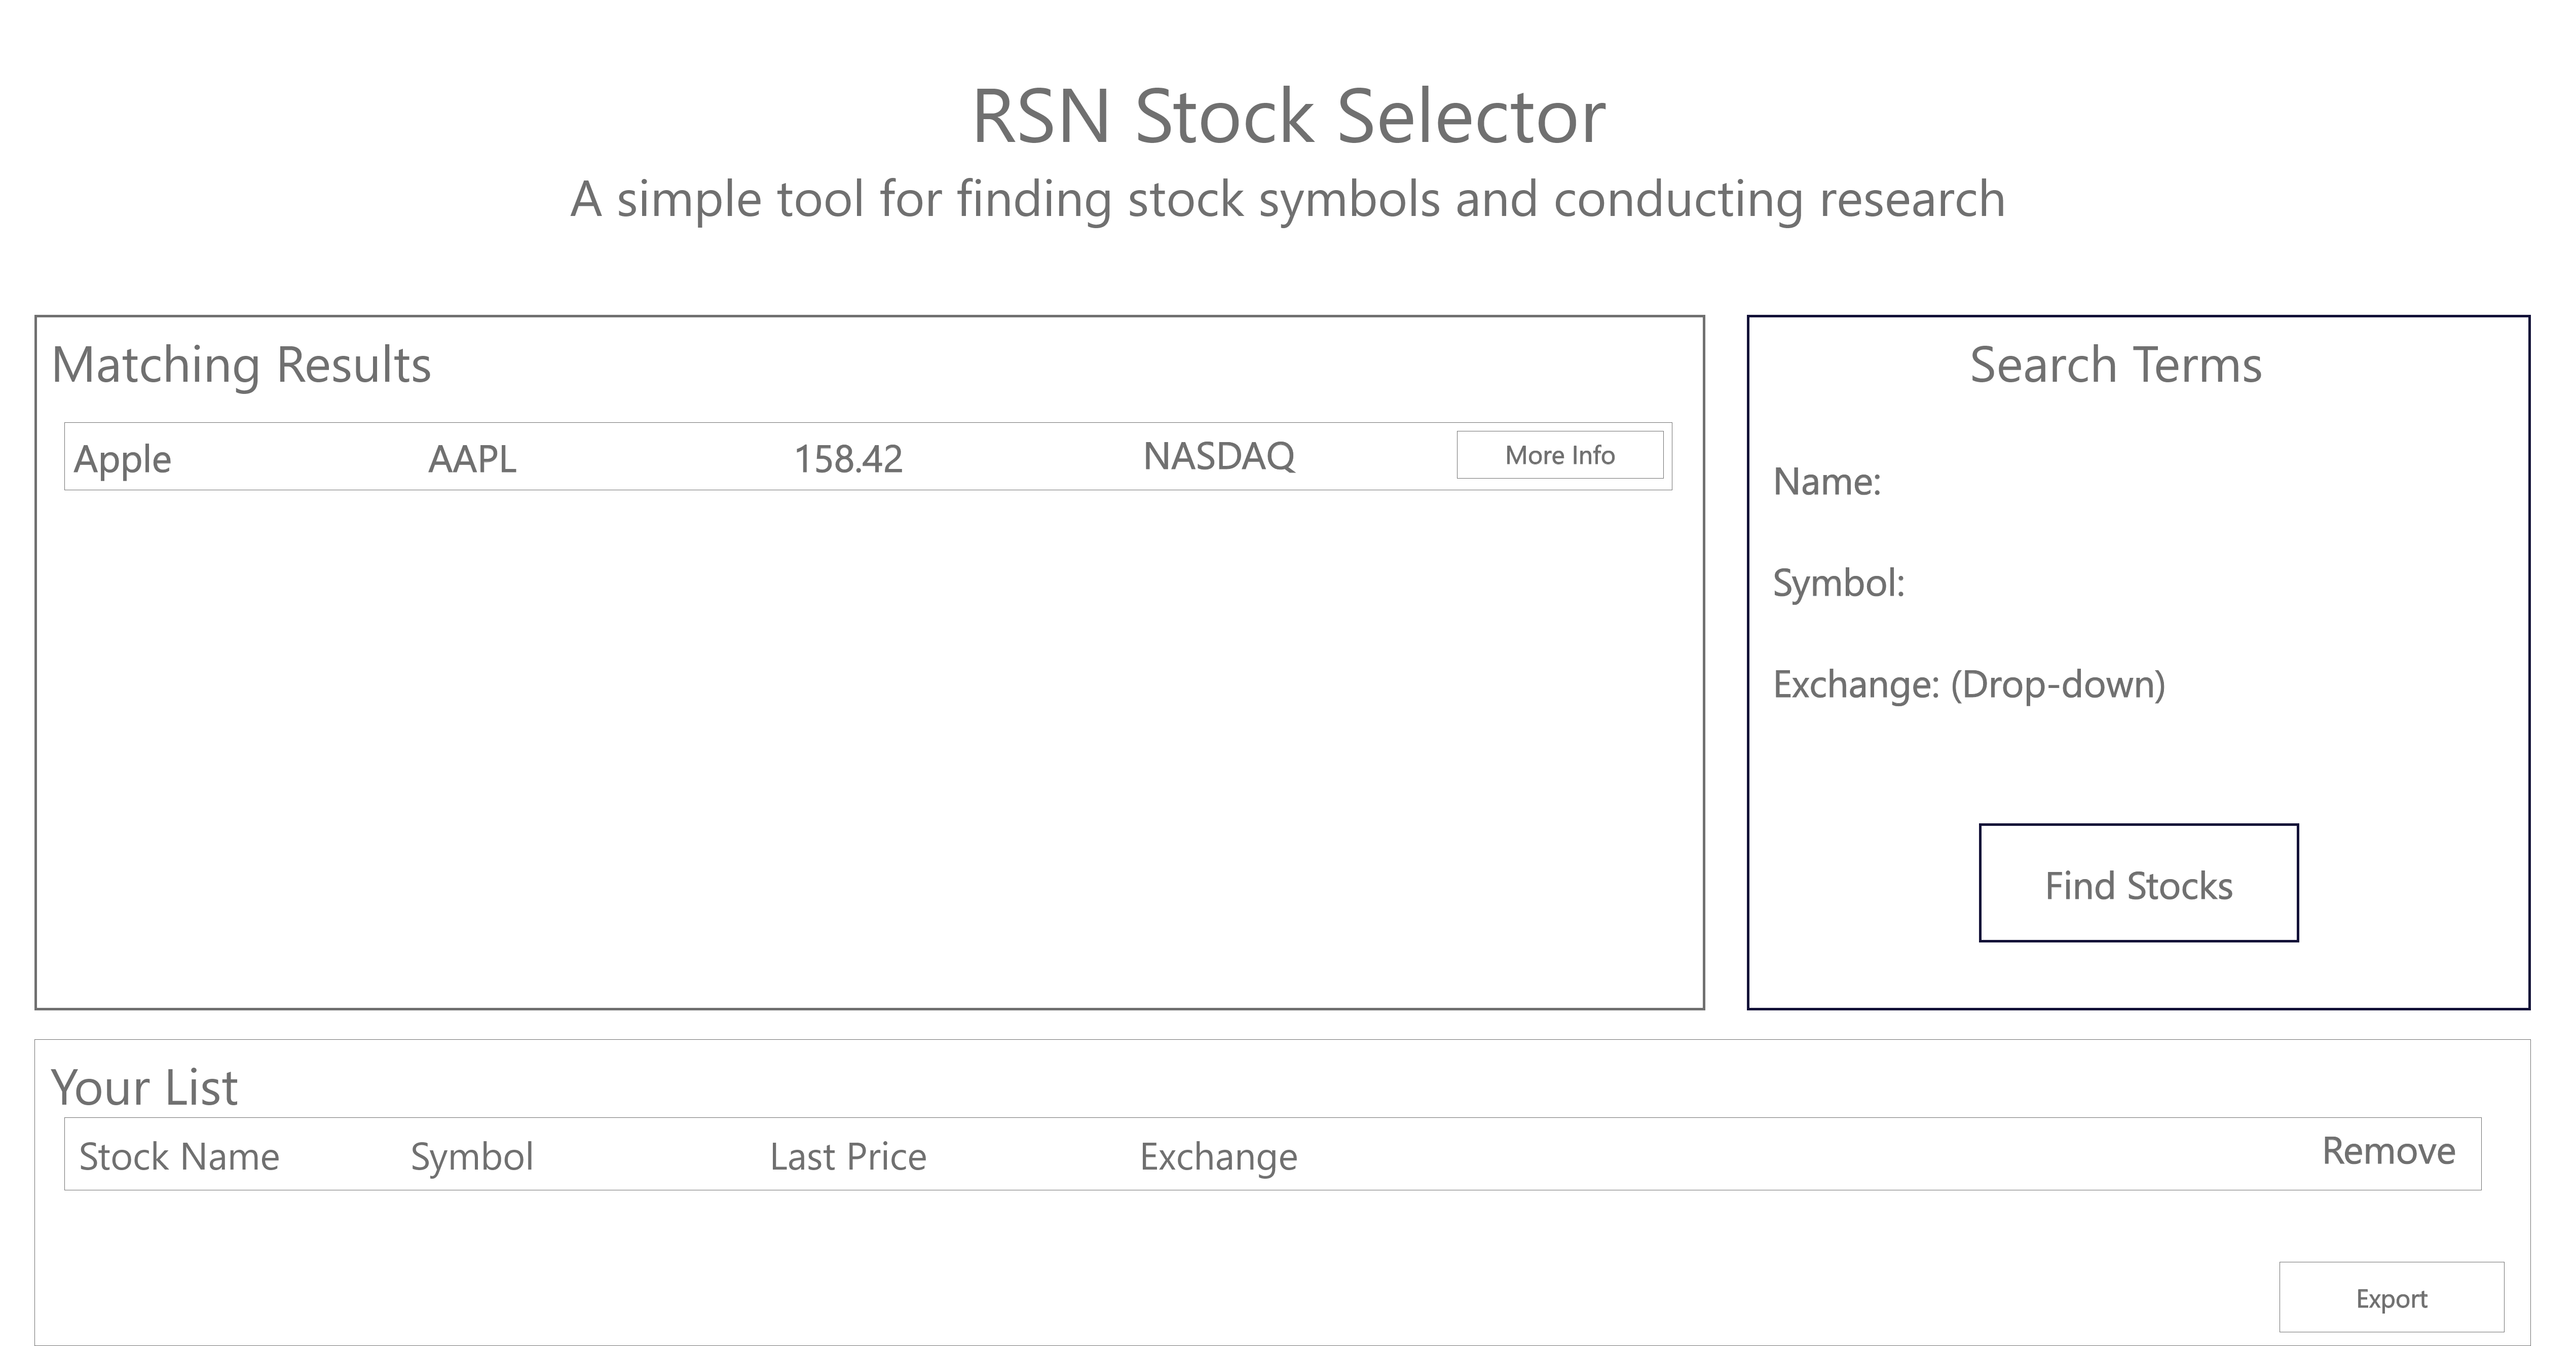 RSN Stock Selector
A simple tool for finding stock symbols and conducting research
Matching Results
Apple AAPL 158.42 NASDAQ More Info
Search Terms
Name:
Symbol:
Exchange: (Drop-down)
Find Stocks
Your List
Stock Name Symbol Last Price Exchange Remove
Export